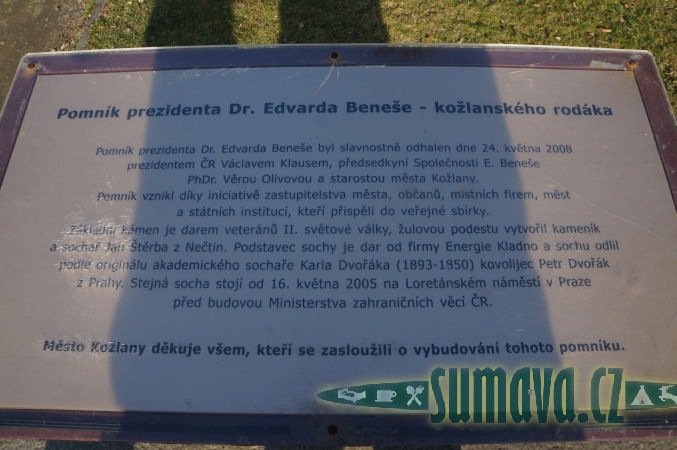 Pomník prezidenta Dr. Edvarda Beneše - kožlanského rodáka
Pomník prezidenta Dr. Edvarda Beneše byl slavnostně odhalen dne 24. května 2008
prezidentem ČR Václavem Klausem, předsedkyní Společnosti E. Beneše
PhDr. Věrou Olivovou a starostou města Kožlany.
Pomník vznikl díky iniciativě zastupitelstva města, občanů, místních firem, měst
a státních institucí, kteří přispěli do veřejné sbírky.
Základní kámen je darem veteránů II. světové války, žulovou podestu vytvořil kameník
a sochař Ján Štěrba z Nečtin. Podstavec sochy je dar od firmy Energie Kladno a sochu odlil
podle originálu akademického sochaře Karla Dvořáka (1893-1850) kovolijec Petr Dvořák
z Prahy. Stejná socha stojí od 16. května 2005 na Loretánském náměstí v Praze
před budovou Ministerstva zahraničních věcí ČR.
Město Kožlany děkuje všem, kteří se zasloužili o vybudování tohoto pomníku.
sumava.cz